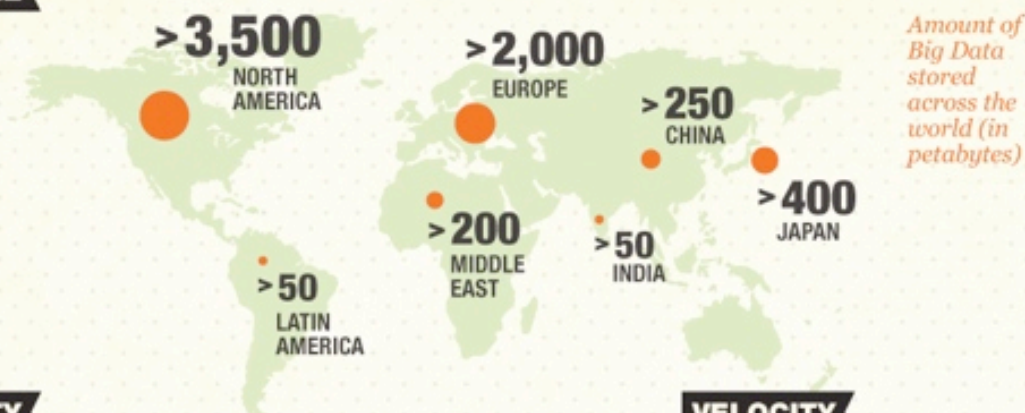 >3,500
NORTH
AMERICA
>2,000
EUROPE
>250
CHINA
>400
JAPAN
>200
MIDDLE
EAST
>50
INDIA
>50
LATIN
AMERICA
Amount of
Big Data
stored
across the
world (in
petabytes)
VELOCITY